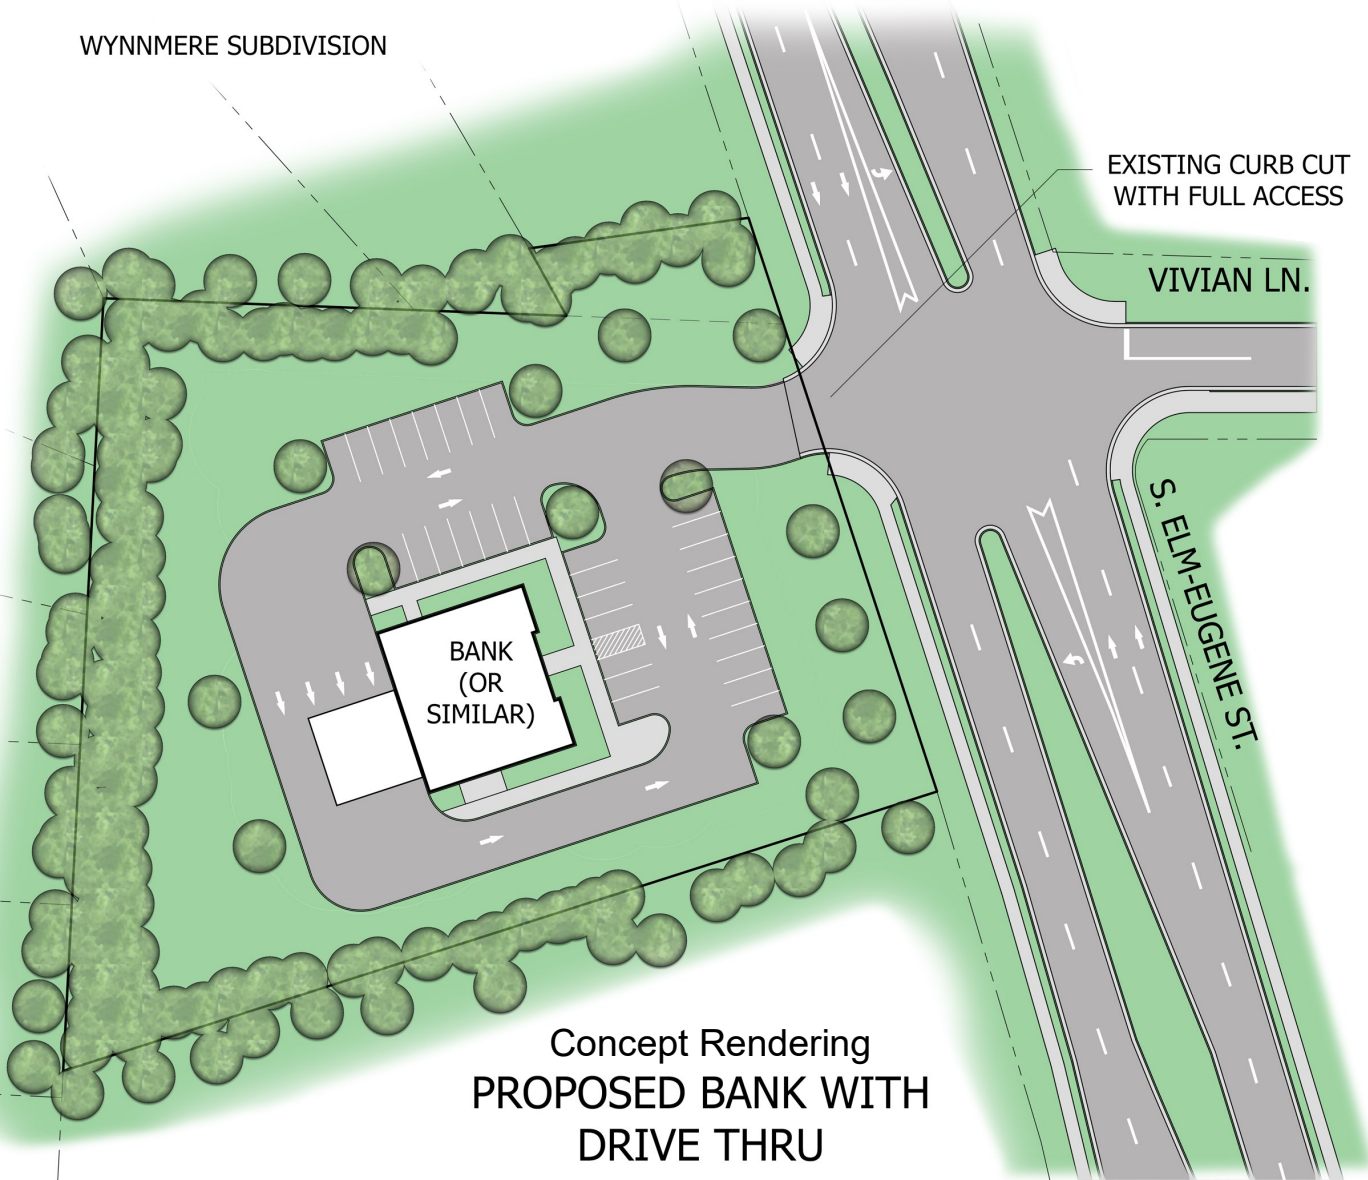 WYNNMERE SUBDIVISION
EXISTING CURB CUT
WITH FULL ACCESS
VIVIAN LN.
S. ELM-EUGENE ST.
BANK
(OR
SIMILAR)
Concept Rendering
PROPOSED BANK WITH
DRIVE THRU